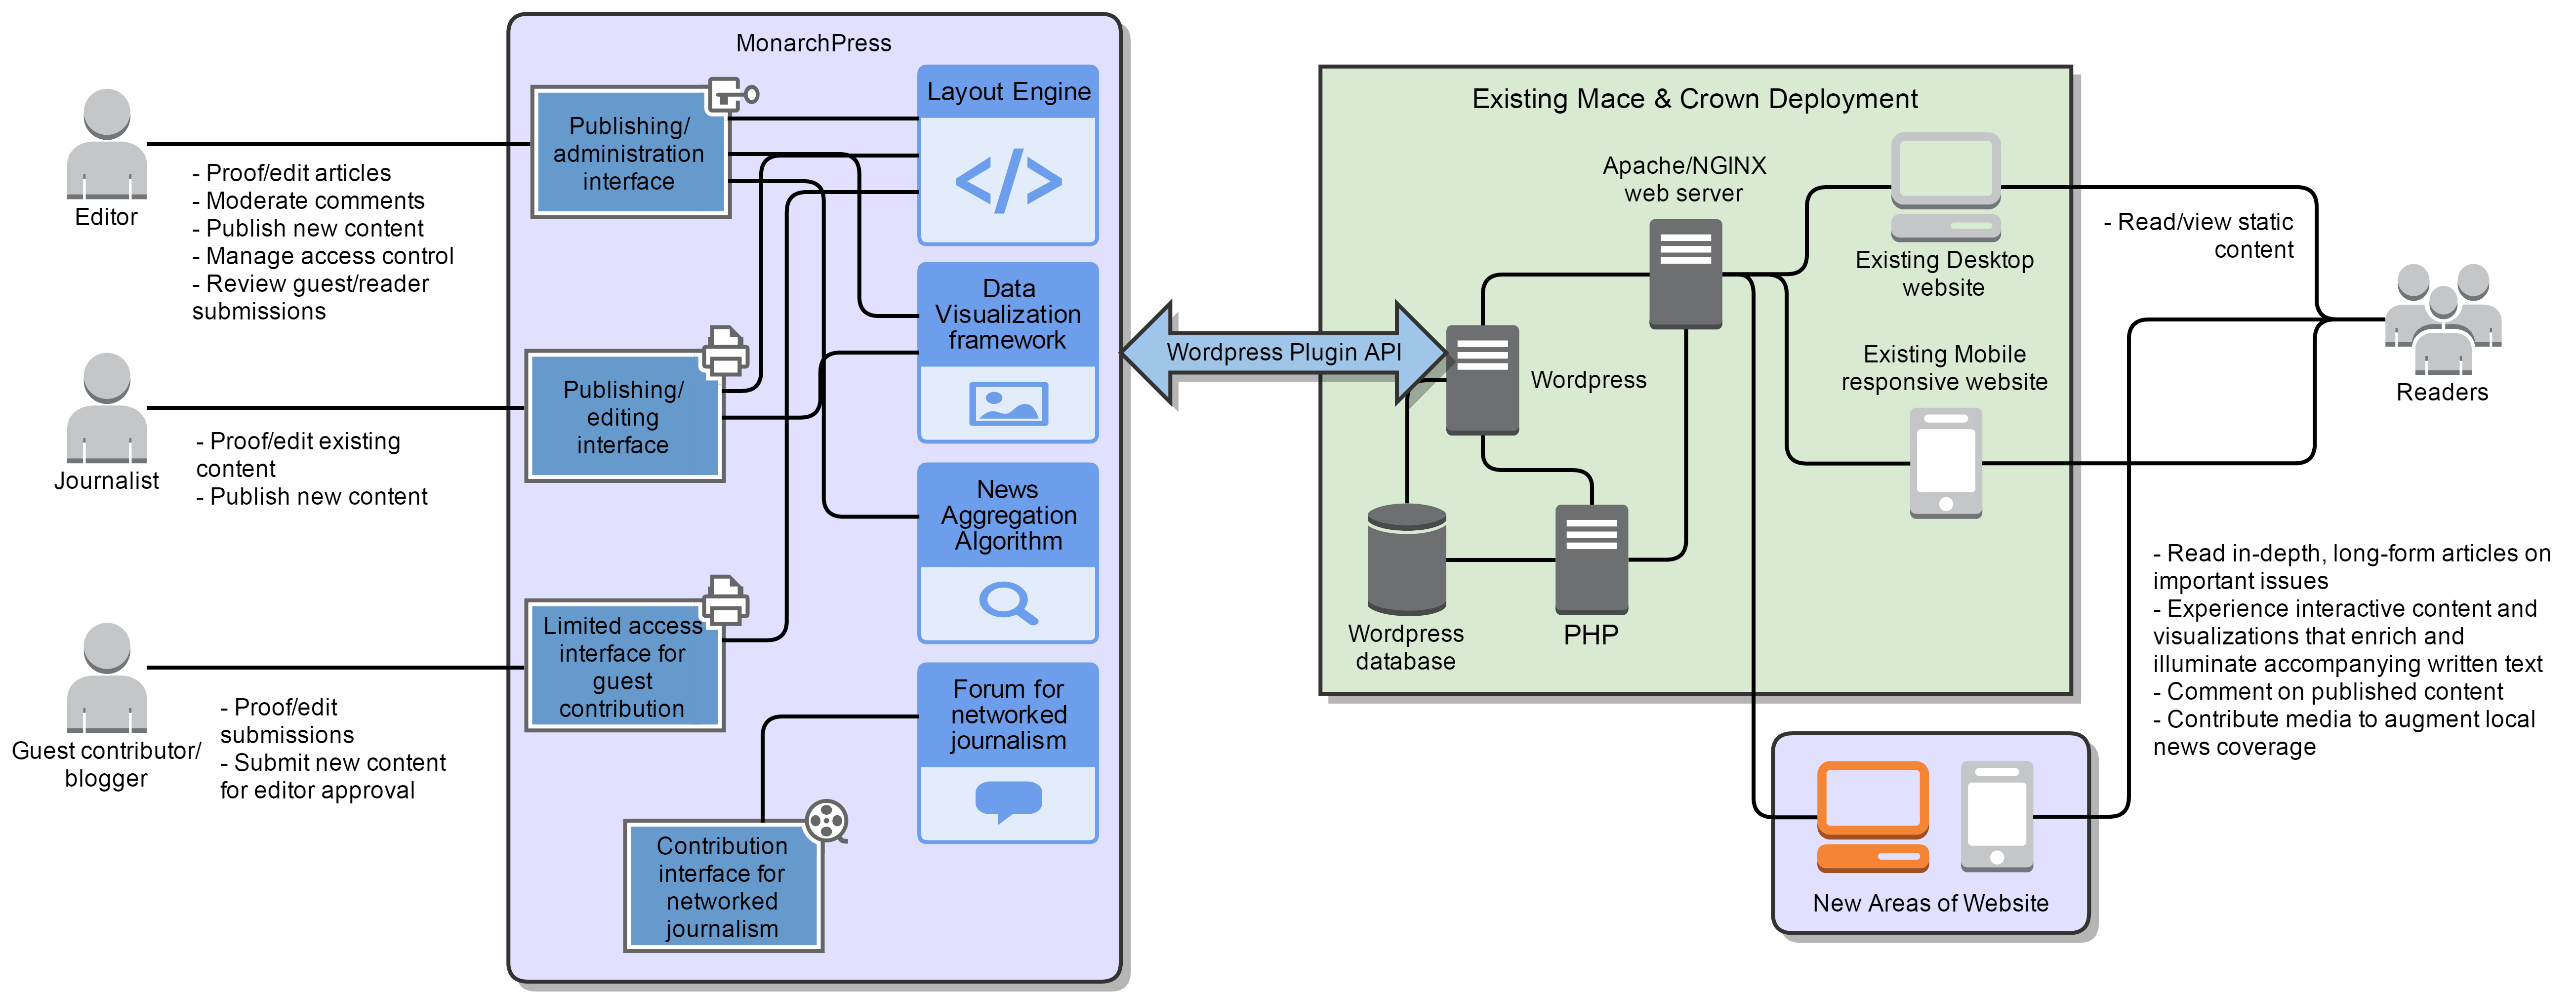 MonarchPress
Editor
- Proof/edit articles
- Moderate comments
- Publish new content
- Manage access control
- Review guest/reader
submissions
Journalist
- Proof/edit existing
content
- Publish new content
Guest contributor/
blogger
- Proof/edit
submissions
- Submit new content
for editor approval
Publishing/
administration
interface
Publishing/
editing
interface
Limited access
interface for
guest
contribution
Contribution
interface for
networked
journalism
Layout Engine
</>
Data
Visualization
framework
News
Aggregation
Algorithm
Forum for
networked
journalism
Wordpress Plugin API
Existing Mace & Crown Deployment
Apache/NGINX
web server
Wordpress
Wordpress
database
PHP
Existing Desktop
website
Existing Mobile
responsive website
New Areas of Website
- Read/view static
content
Readers
- Read in-depth, long-form articles on
important issues
- Experience interactive content and
visualizations that enrich and
illuminate accompanying written text
- Comment on published content
- Contribute media to augment local
news coverage